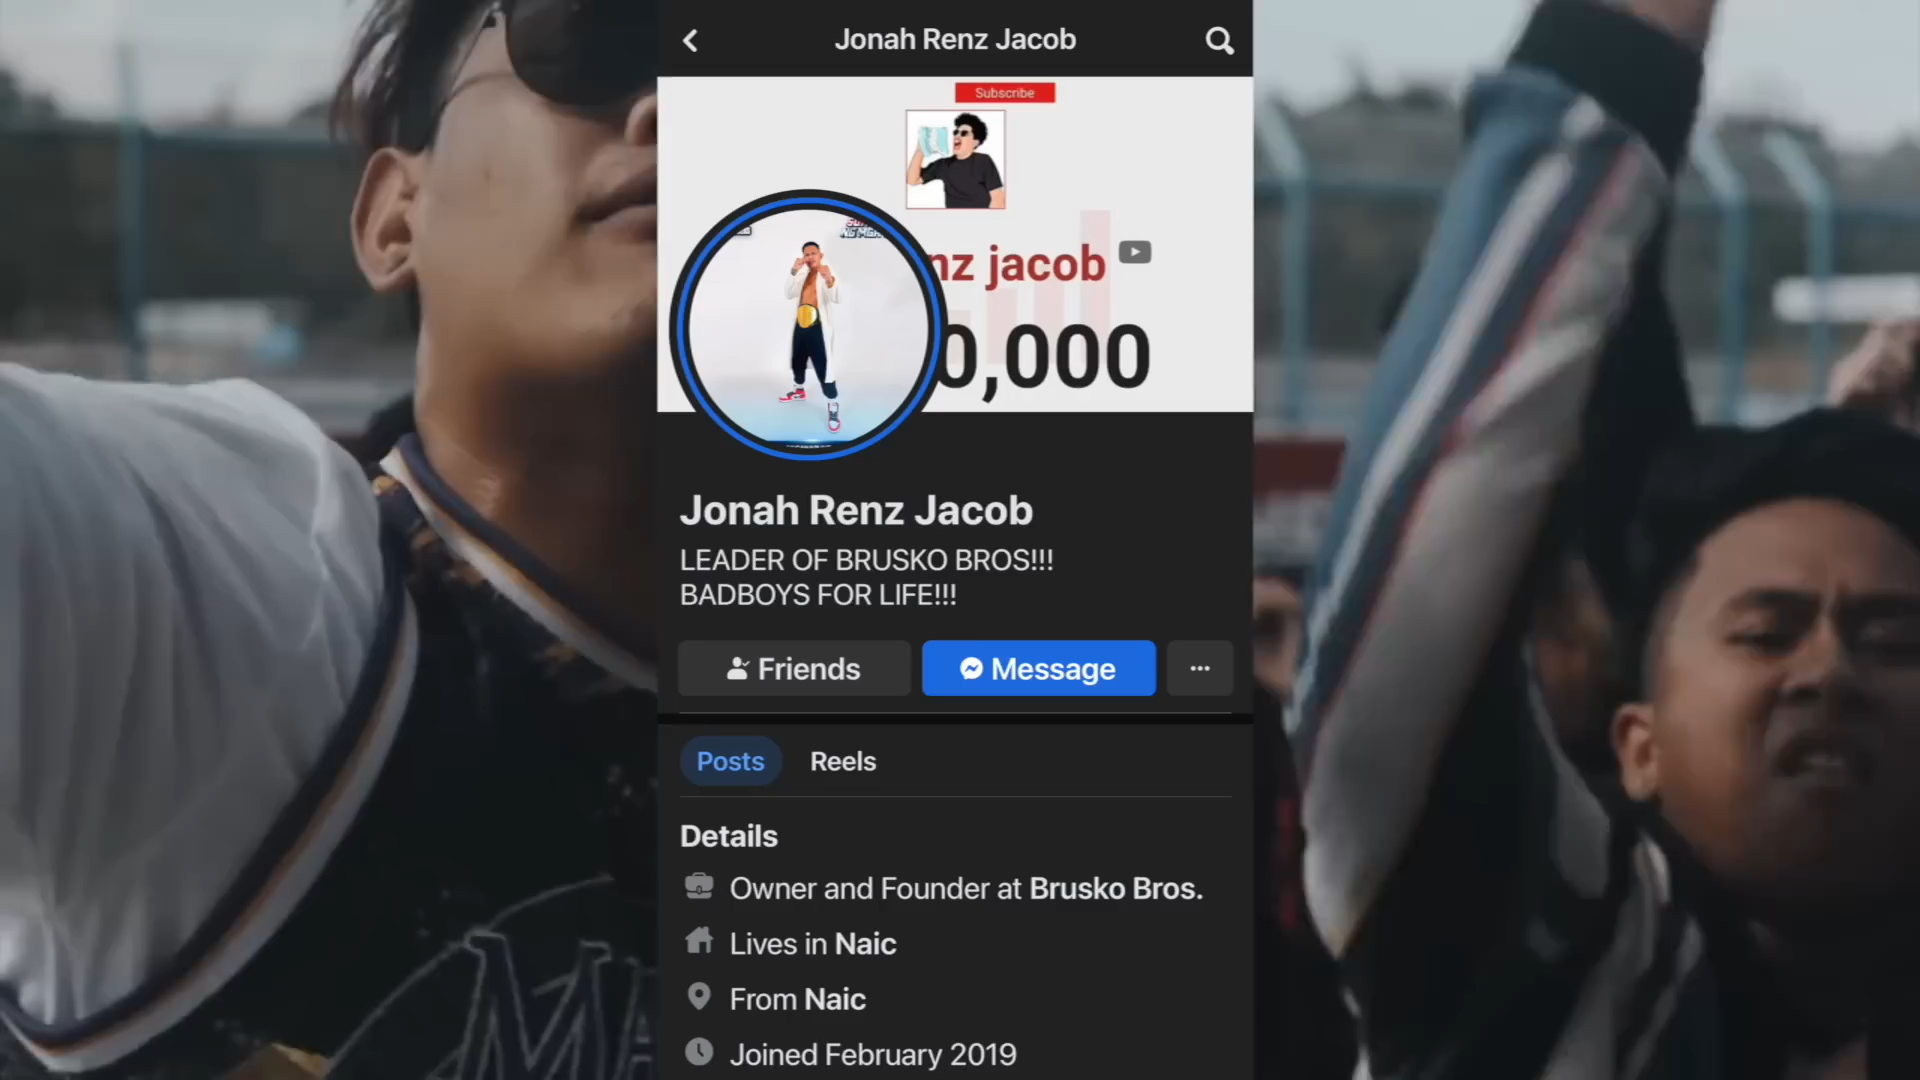 Jonah Renz Jacob
Subscribe
nz jacob
0,000
Jonah Renz Jacob
LEADER OF BRUSKO BROS!!!
BADBOYS FOR LIFE!!!
Friends
Message
Posts
Reels
Details
Owner and Founder at Brusko Bros.
Lives in Naic
From Naic
Joined February 2019